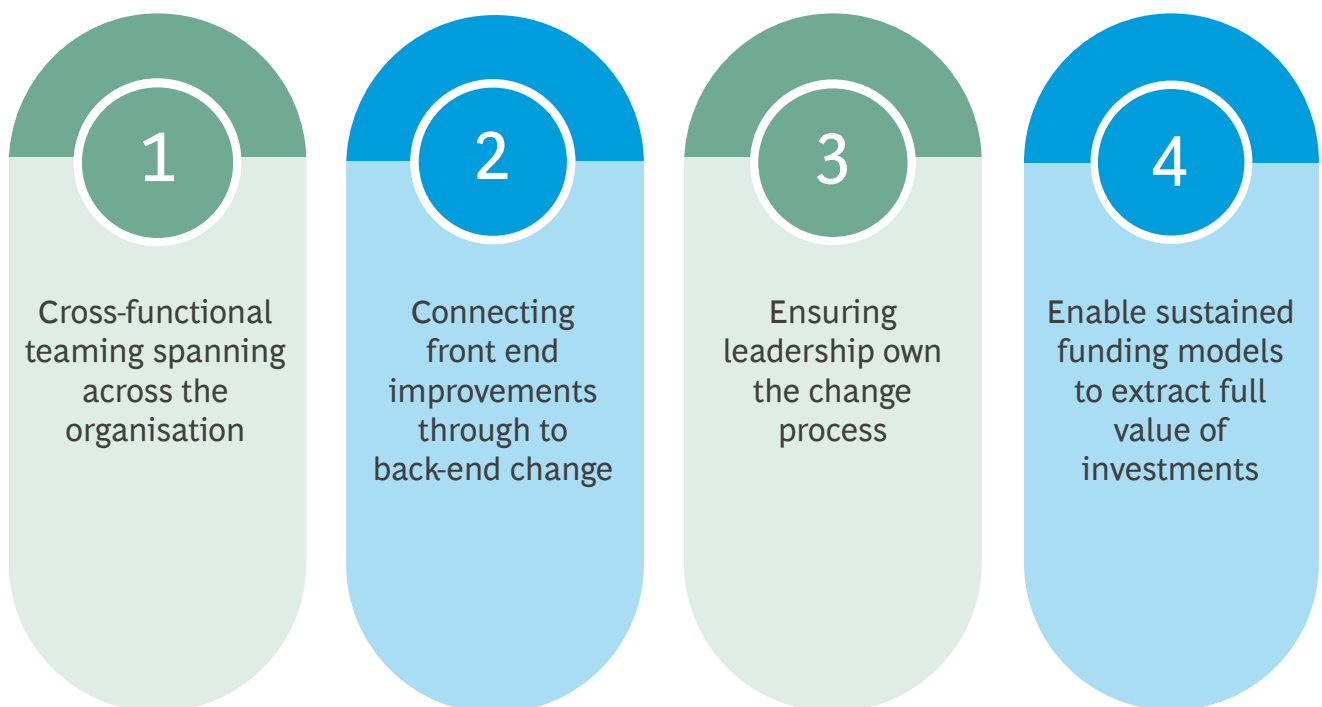 1
Cross-functional
teaming spanning
across the
organisation
2
Connecting
front end
improvements
through to
back-end change
3
Ensuring
leadership own
the change
process
4
Enable sustained
funding models
to extract full
value of
investments